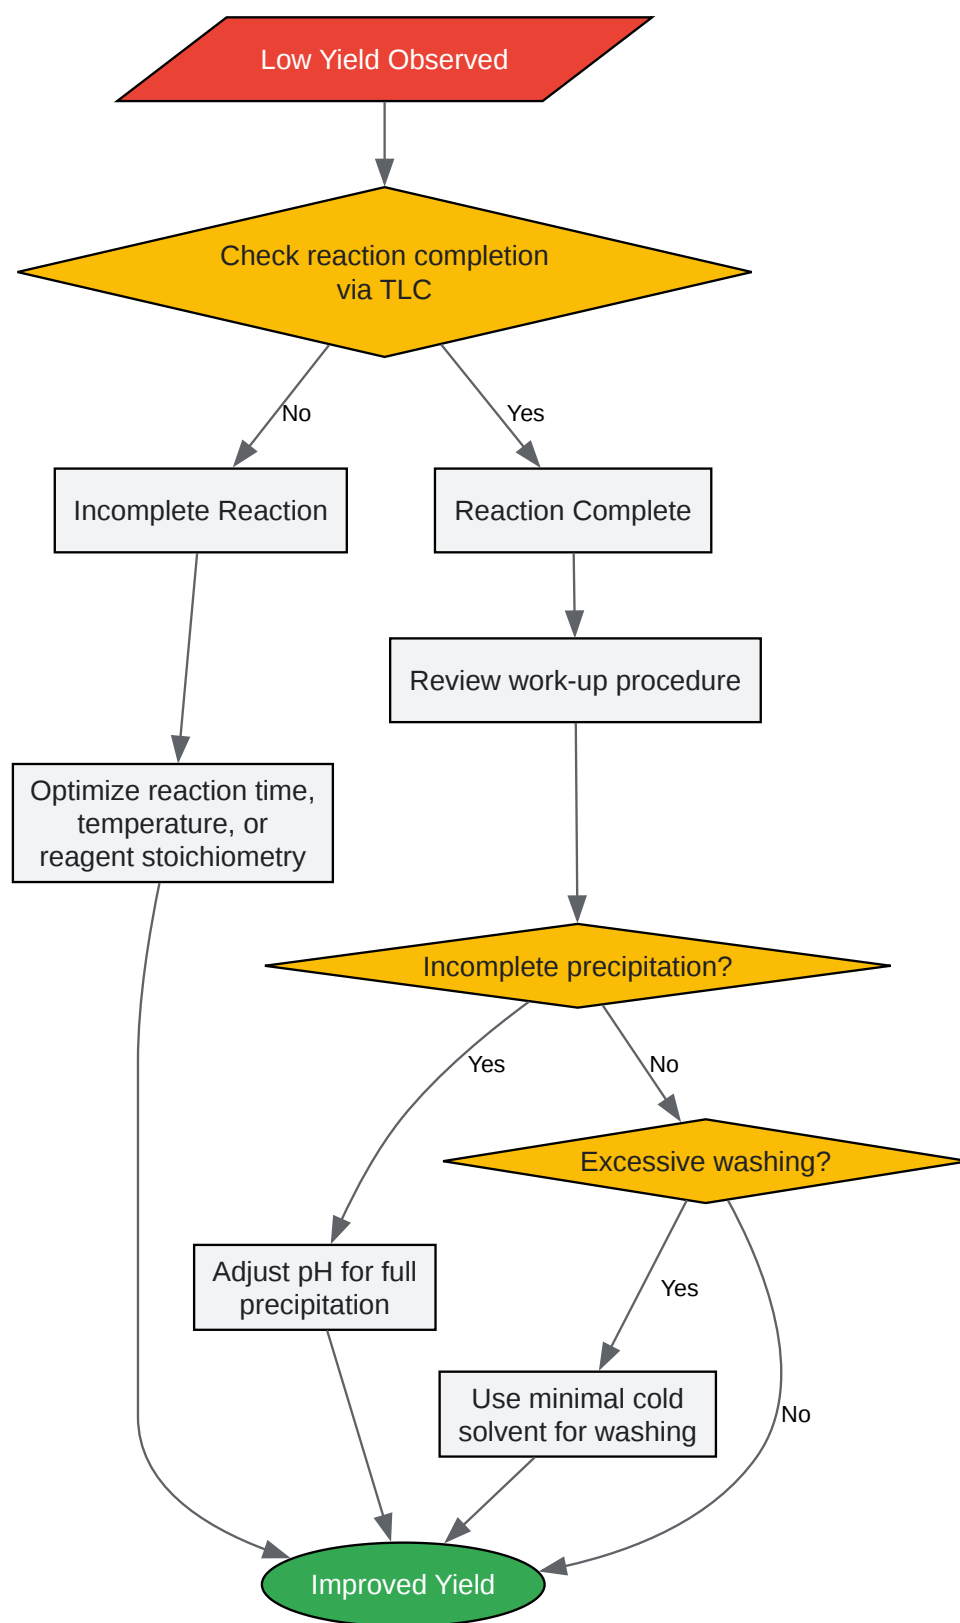 Low Yield Observed
Check reaction completion
via TLC
No
Yes
Incomplete Reaction
Reaction Complete
Review work-up procedure
Optimize reaction time,
temperature, or
reagent stoichiometry
Incomplete precipitation?
Yes
No
Excessive washing?
Adjust pH for full
precipitation
Yes
Use minimal cold
solvent for washing
No
Improved Yield